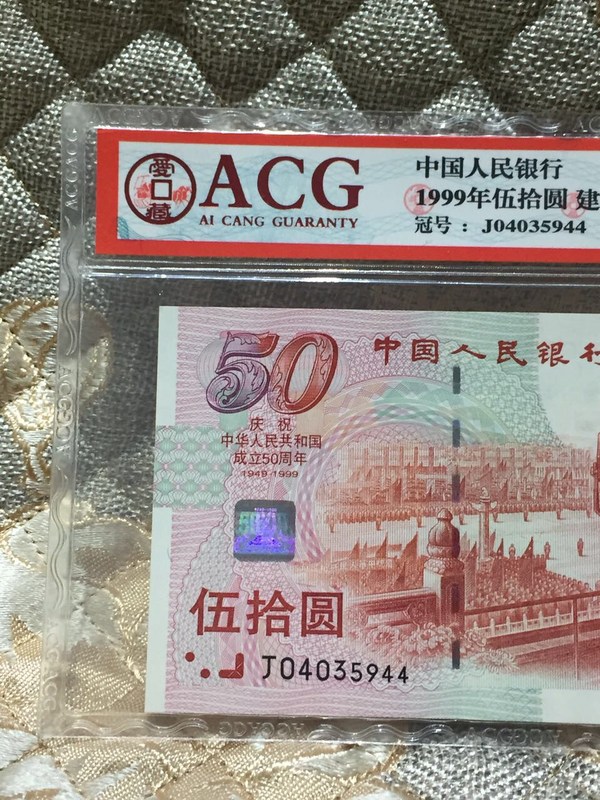 愛
藏
ACG
AI CANG GUARANTY
中国人民银行
1999年伍拾圆 建
冠号 : J04035944
50
中国人民银行
庆祝
中华人民共和国
成立50周年
1949-1999
伍拾圆
J04035944